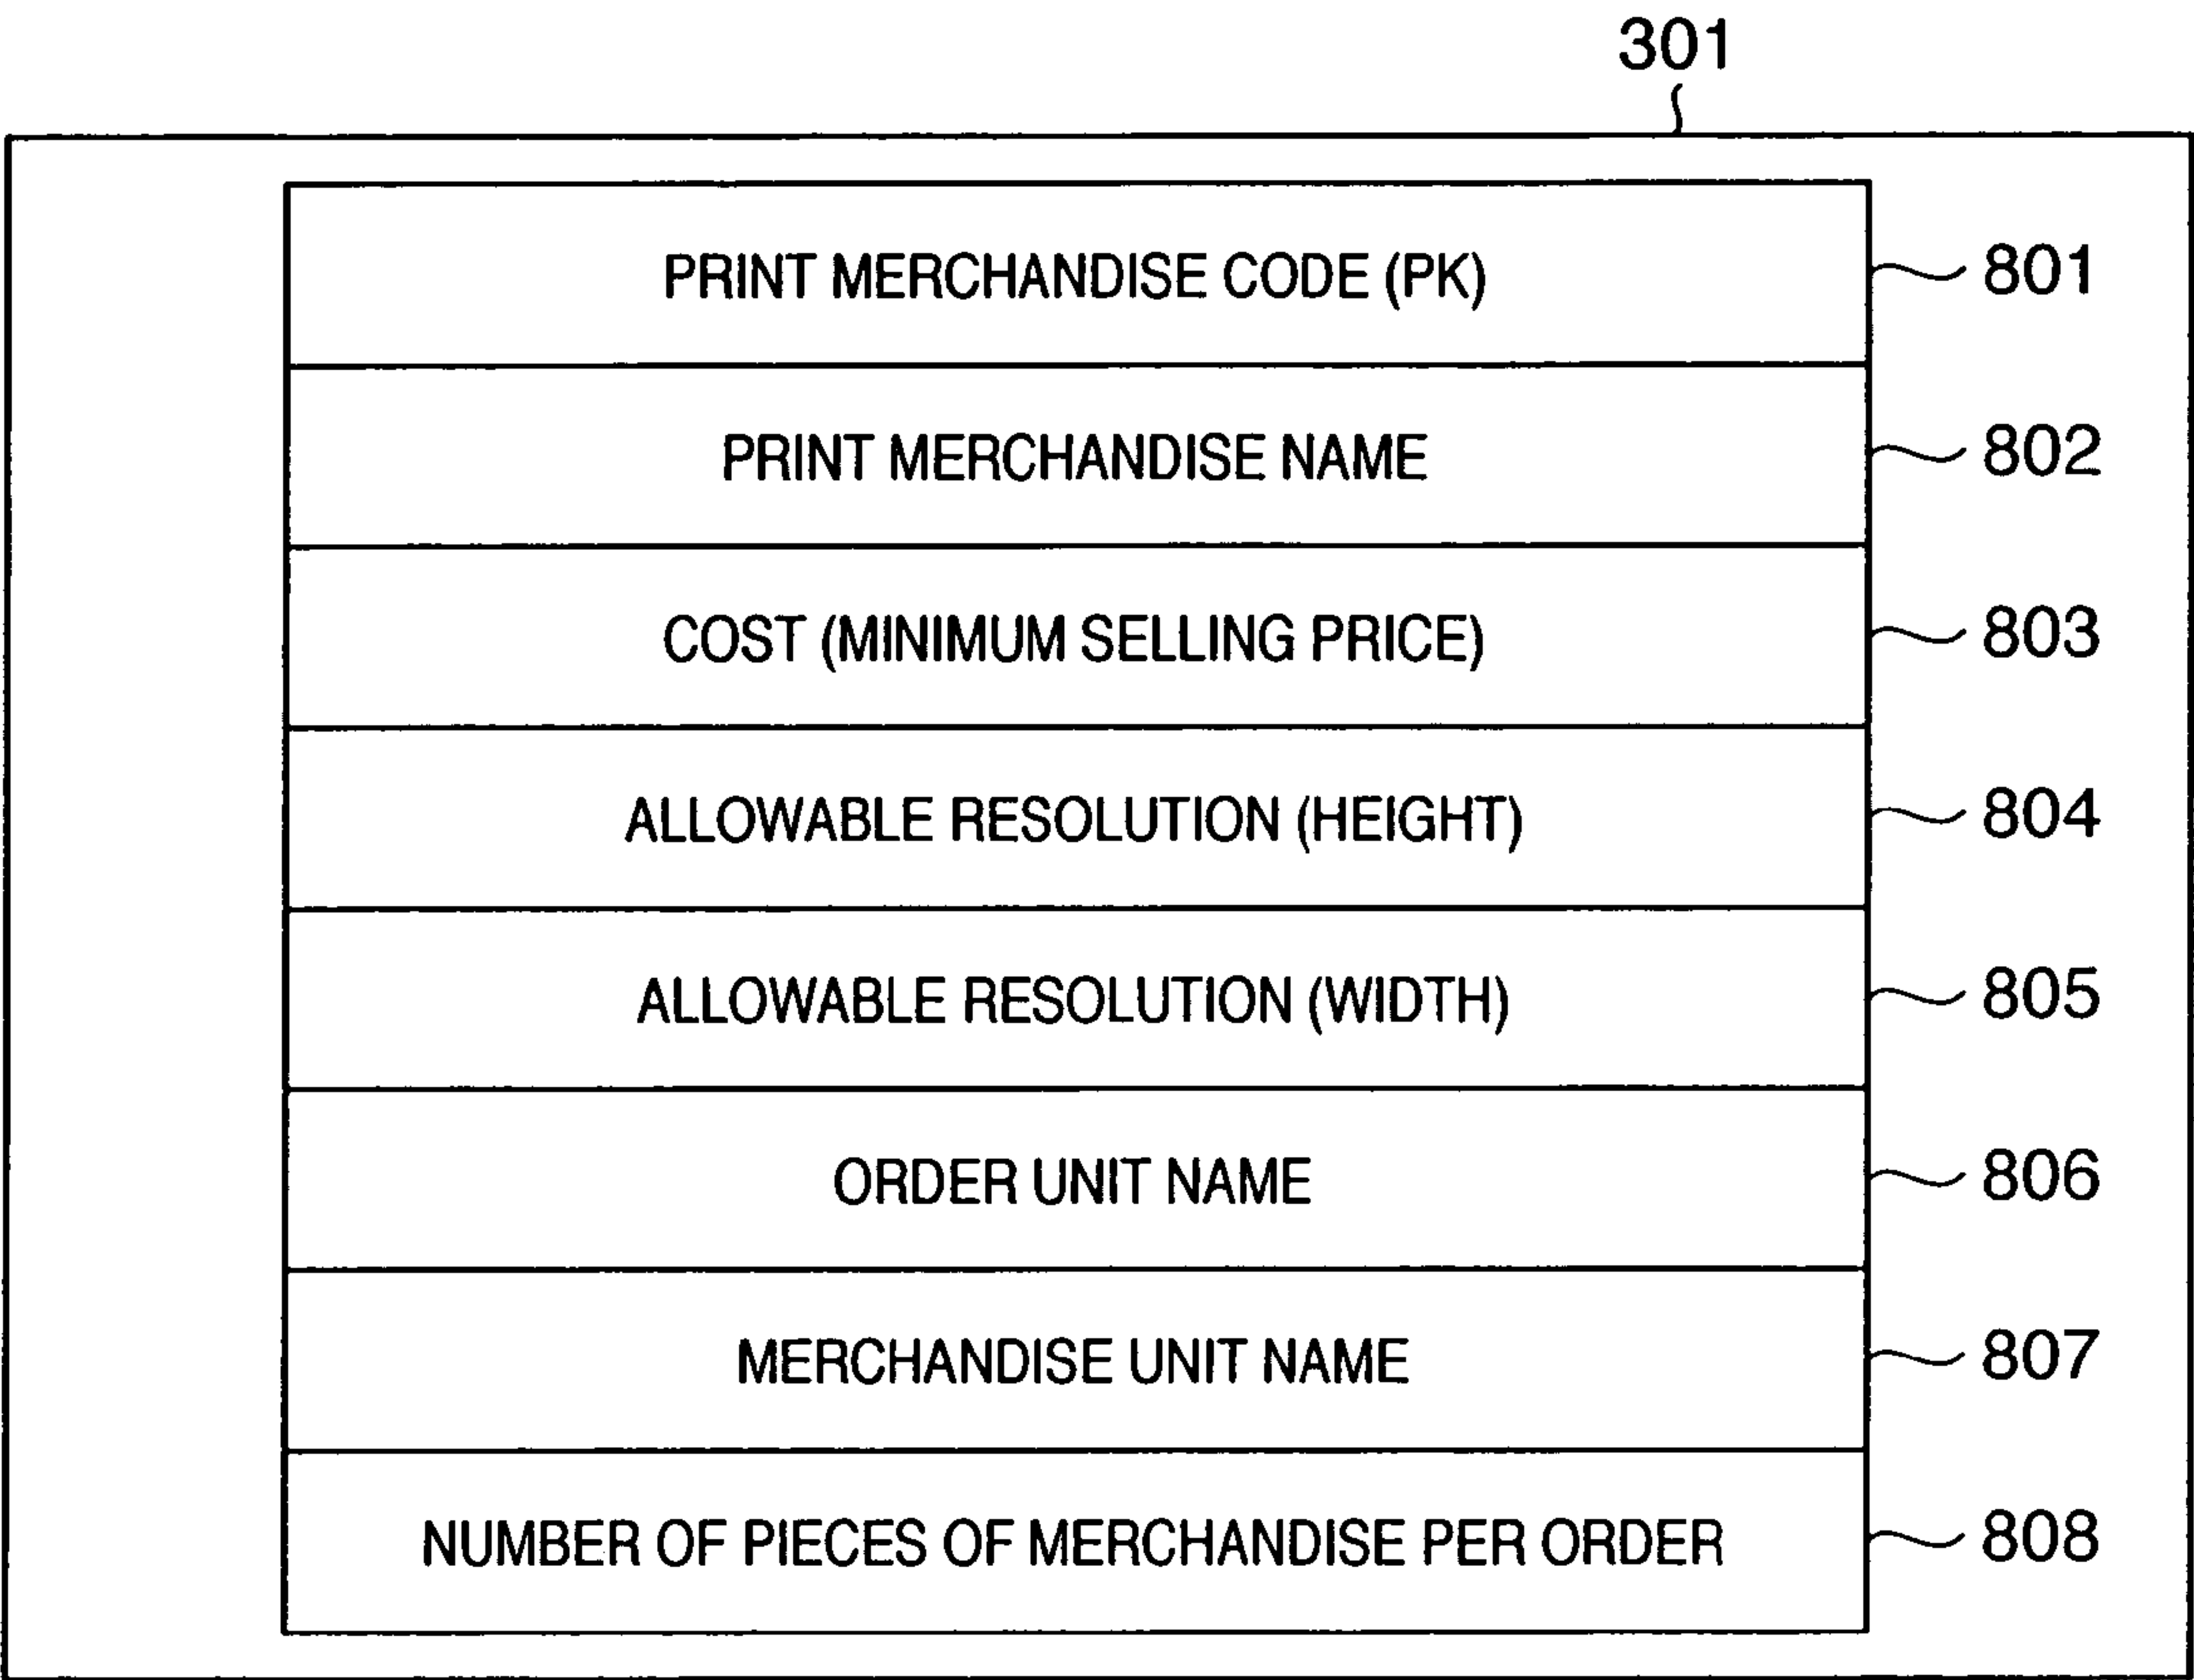 301
PRINT MERCHANDISE CODE (PK) 801
PRINT MERCHANDISE NAME 802
COST (MINIMUM SELLING PRICE) 803
ALLOWABLE RESOLUTION (HEIGHT) 804
ALLOWABLE RESOLUTION (WIDTH) 805
ORDER UNIT NAME 806
MERCHANDISE UNIT NAME 807
NUMBER OF PIECES OF MERCHANDISE PER ORDER 808